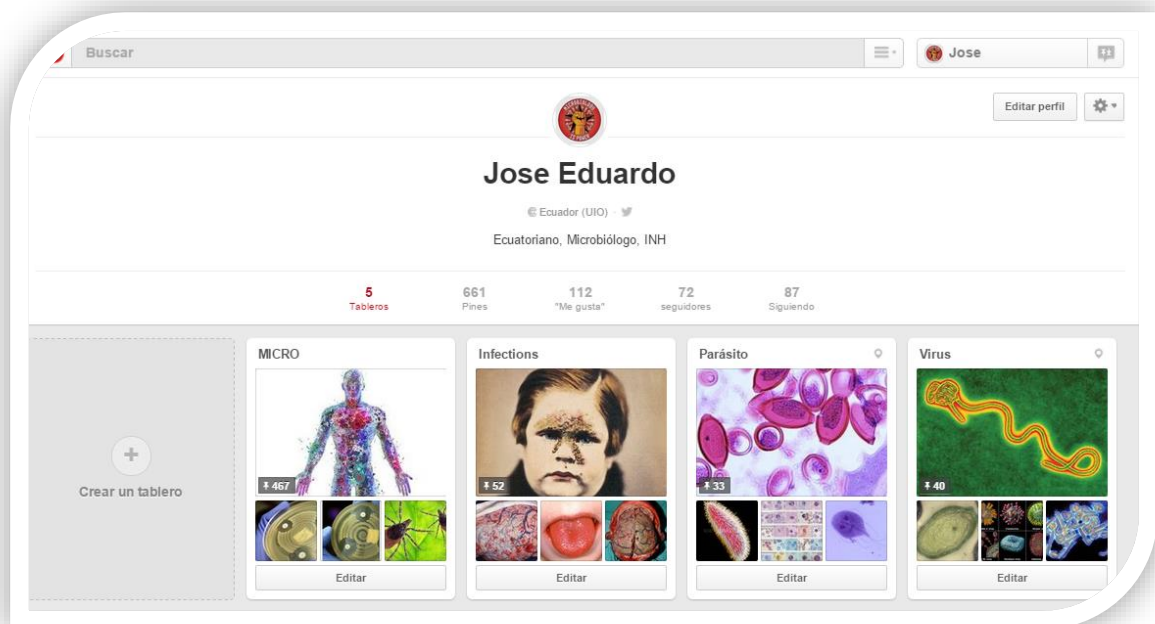 Buscar
Jose
Editar perfil
Jose Eduardo
Ecuador (UIO) ·
Ecuatoriano, Microbiólogo, INH
5 661 112 72 87
Tableros Pines "Me gusta" seguidores Siguiendo
MICRO
Infections
Parásito
Virus
467
52
33
40
+
Crear un tablero
Editar
Editar
Editar
Editar